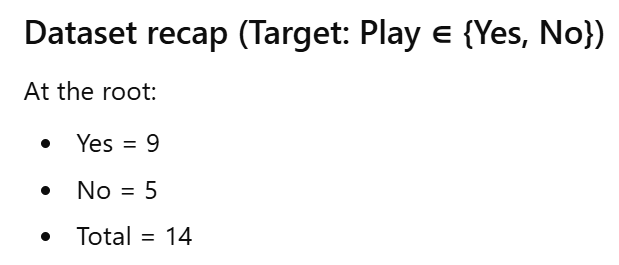 Dataset recap (Target: Play ∈ {Yes, No})
At the root:
• Yes = 9
• No = 5
• Total = 14